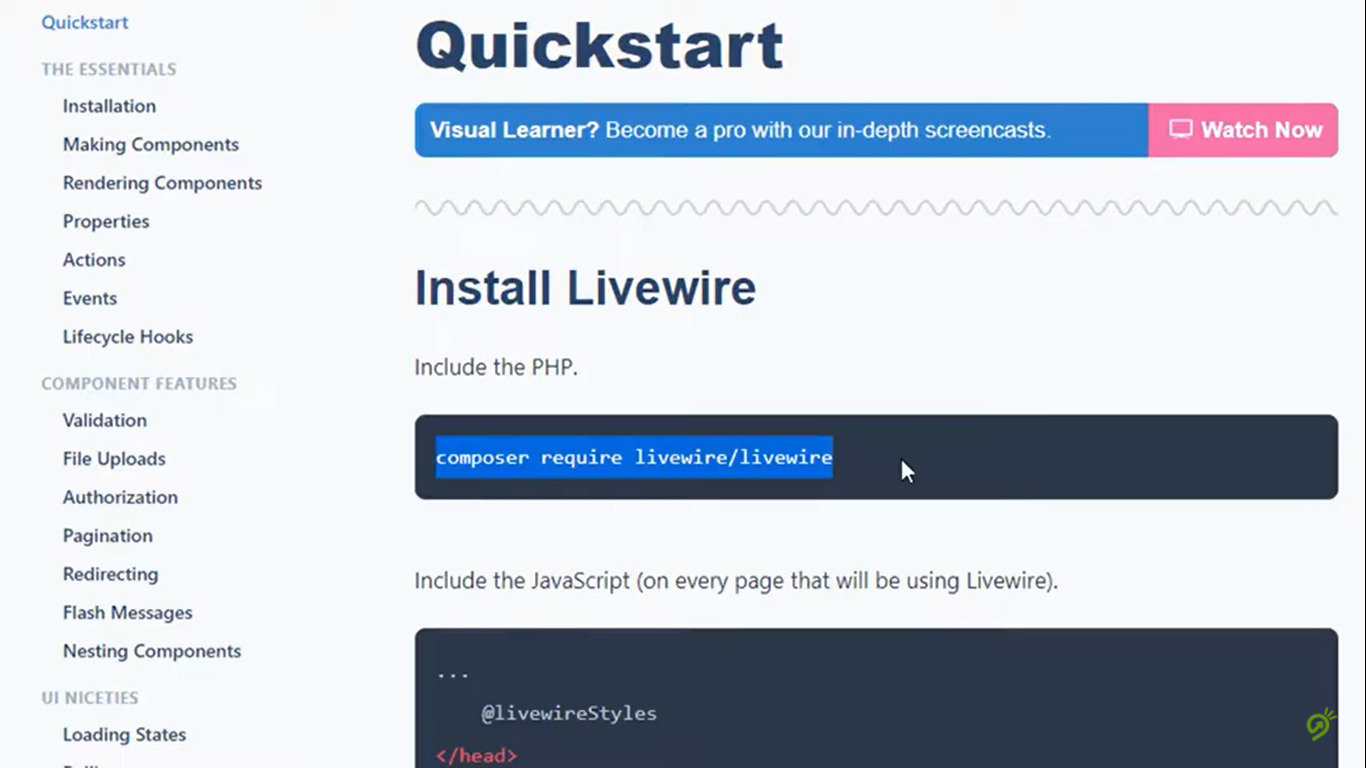 Quickstart
THE ESSENTIALS
Installation
Making Components
Rendering Components
Properties
Actions
Events
Lifecycle Hooks
COMPONENT FEATURES
Validation
File Uploads
Authorization
Pagination
Redirecting
Flash Messages
Nesting Components
UI NICETIES
Loading States
Quickstart
Visual Learner? Become a pro with our in-depth screencasts.
Watch Now
Install Livewire
Include the PHP.
composer require livewire/livewire
Include the JavaScript (on every page that will be using Livewire).
...
@livewireStyles
</head>